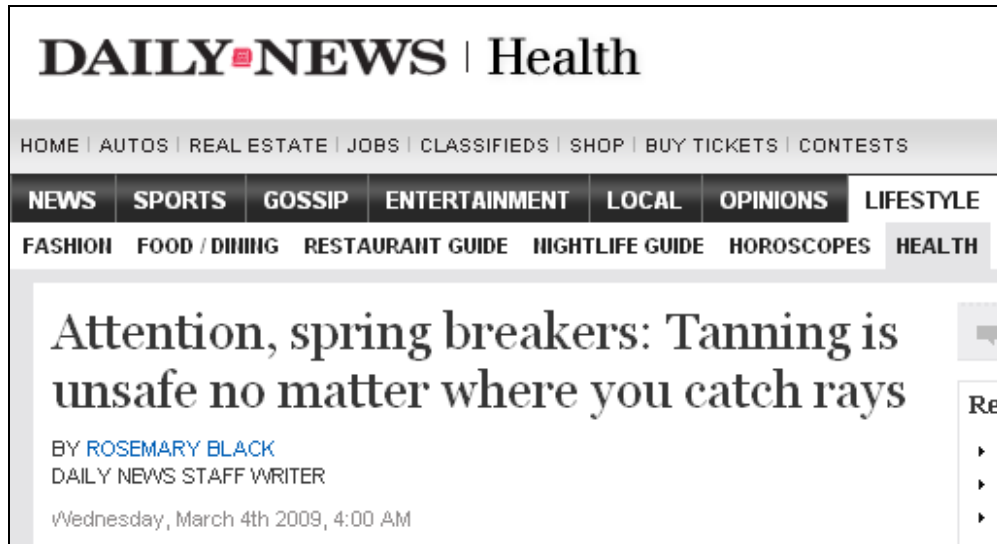 DAILY NEWS | Health
HOME | AUTOS | REAL ESTATE | JOBS | CLASSIFIEDS | SHOP | BUY TICKETS | CONTESTS
NEWS SPORTS GOSSIP ENTERTAINMENT LOCAL OPINIONS LIFESTYLE
FASHION FOOD / DINING RESTAURANT GUIDE NIGHTLIFE GUIDE HOROSCOPES HEALTH
Attention, spring breakers: Tanning is
unsafe no matter where you catch rays
Re
BY ROSEMARY BLACK
DAILY NEWS STAFF WRITER
Wednesday, March 4th 2009, 4:00 AM